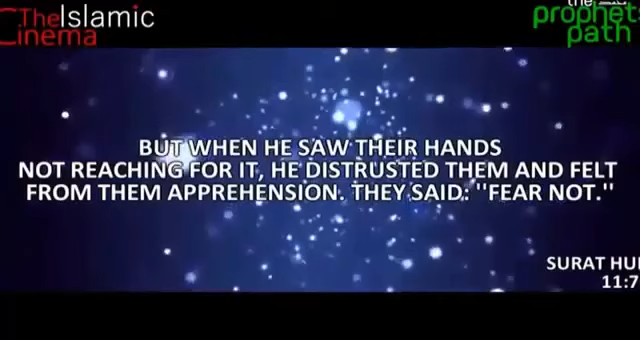 The Islamic
Cinema
the
prophet
path
BUT WHEN HE SAW THEIR HANDS
NOT REACHING FOR IT, HE DISTRUSTED THEM AND FELT
FROM THEM APPREHENSION. THEY SAID: "FEAR NOT."
SURAT HU
11:7